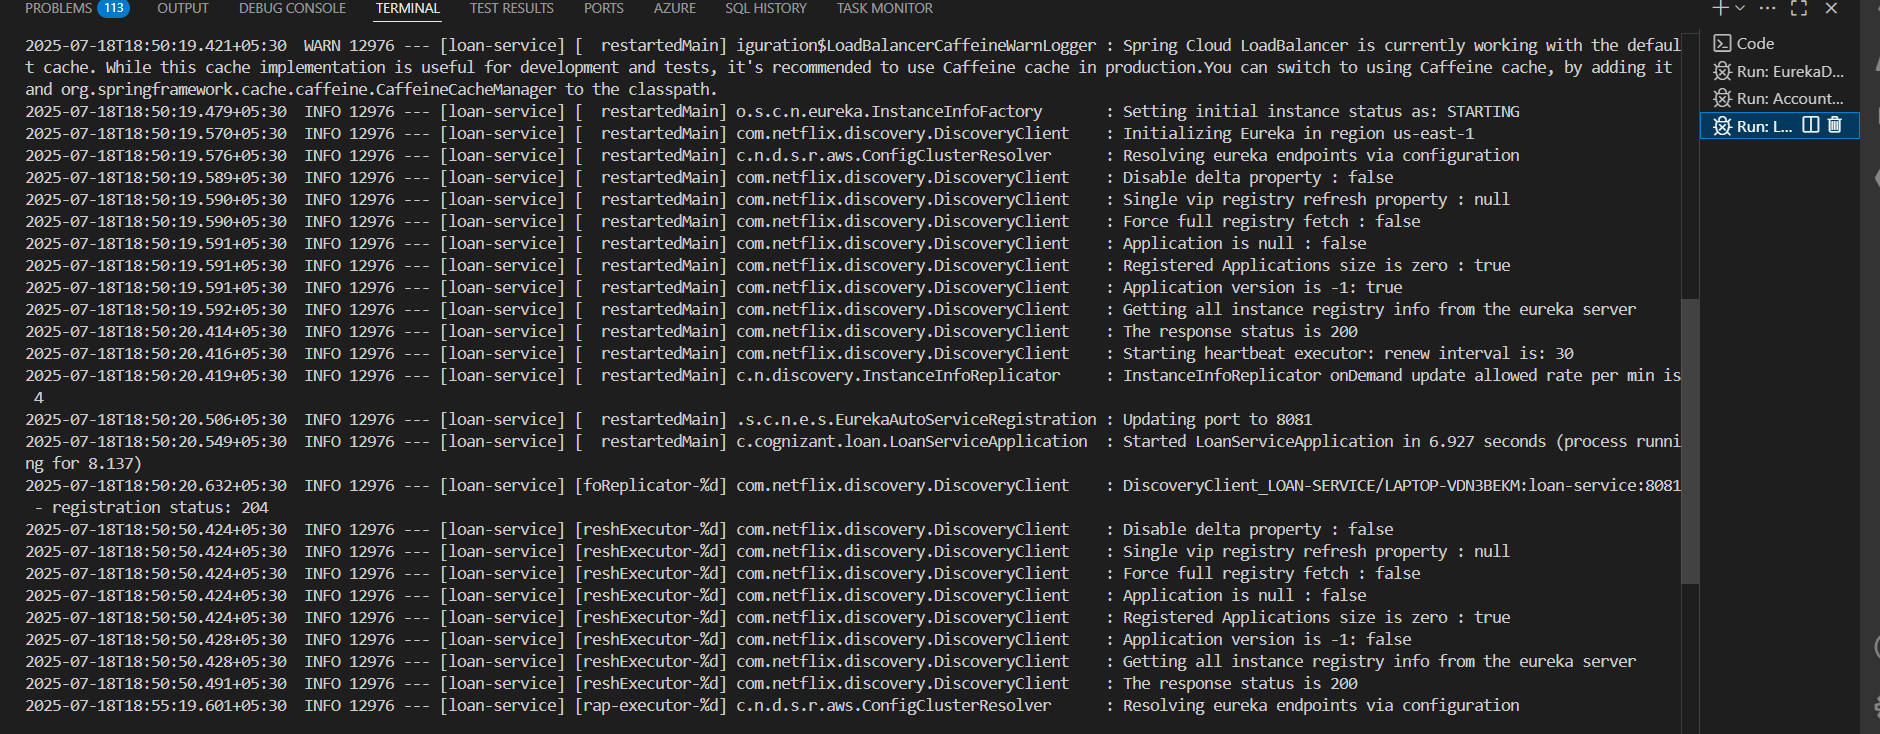 PROBLEMS 113 OUTPUT DEBUG CONSOLE TERMINAL TEST RESULTS PORTS AZURE SQL HISTORY TASK MONITOR
2025-07-18T18:50:19.421+05:30  WARN 12976 --- [loan-service] [  restartedMain] iguration$LoadBalancerCaffeineWarnLogger : Spring Cloud LoadBalancer is currently working with the defaul
t cache. While this cache implementation is useful for development and tests, it's recommended to use Caffeine cache in production.You can switch to using Caffeine cache, by adding it
and org.springframework.cache.caffeine.CaffeineCacheManager to the classpath.
2025-07-18T18:50:19.479+05:30  INFO 12976 --- [loan-service] [  restartedMain] o.s.c.n.eureka.InstanceInfoFactory       : Setting initial instance status as: STARTING
2025-07-18T18:50:19.570+05:30  INFO 12976 --- [loan-service] [  restartedMain] com.netflix.discovery.DiscoveryClient    : Initializing Eureka in region us-east-1
2025-07-18T18:50:19.576+05:30  INFO 12976 --- [loan-service] [  restartedMain] c.n.d.s.r.aws.ConfigClusterResolver      : Resolving eureka endpoints via configuration
2025-07-18T18:50:19.589+05:30  INFO 12976 --- [loan-service] [  restartedMain] com.netflix.discovery.DiscoveryClient    : Disable delta property : false
2025-07-18T18:50:19.590+05:30  INFO 12976 --- [loan-service] [  restartedMain] com.netflix.discovery.DiscoveryClient    : Single vip registry refresh property : null
2025-07-18T18:50:19.590+05:30  INFO 12976 --- [loan-service] [  restartedMain] com.netflix.discovery.DiscoveryClient    : Force full registry fetch : false
2025-07-18T18:50:19.591+05:30  INFO 12976 --- [loan-service] [  restartedMain] com.netflix.discovery.DiscoveryClient    : Application is null : false
2025-07-18T18:50:19.591+05:30  INFO 12976 --- [loan-service] [  restartedMain] com.netflix.discovery.DiscoveryClient    : Registered Applications size is zero : true
2025-07-18T18:50:19.591+05:30  INFO 12976 --- [loan-service] [  restartedMain] com.netflix.discovery.DiscoveryClient    : Application version is -1: true
2025-07-18T18:50:19.592+05:30  INFO 12976 --- [loan-service] [  restartedMain] com.netflix.discovery.DiscoveryClient    : Getting all instance registry info from the eureka server
2025-07-18T18:50:20.414+05:30  INFO 12976 --- [loan-service] [  restartedMain] com.netflix.discovery.DiscoveryClient    : The response status is 200
2025-07-18T18:50:20.416+05:30  INFO 12976 --- [loan-service] [  restartedMain] com.netflix.discovery.DiscoveryClient    : Starting heartbeat executor: renew interval is: 30
2025-07-18T18:50:20.419+05:30  INFO 12976 --- [loan-service] [  restartedMain] c.n.discovery.InstanceInfoReplicator     : InstanceInfoReplicator onDemand update allowed rate per min is
 4
2025-07-18T18:50:20.506+05:30  INFO 12976 --- [loan-service] [  restartedMain] .s.c.n.e.s.EurekaAutoServiceRegistration : Updating port to 8081
2025-07-18T18:50:20.549+05:30  INFO 12976 --- [loan-service] [  restartedMain] c.cognizant.loan.LoanServiceApplication  : Started LoanServiceApplication in 6.927 seconds (process runni
ng for 8.137)
2025-07-18T18:50:20.632+05:30  INFO 12976 --- [loan-service] [foReplicator-%d] com.netflix.discovery.DiscoveryClient    : DiscoveryClient_LOAN-SERVICE/LAPTOP-VDN3BEKM:loan-service:8081
 - registration status: 204
2025-07-18T18:50:50.424+05:30  INFO 12976 --- [loan-service] [reshExecutor-%d] com.netflix.discovery.DiscoveryClient    : Disable delta property : false
2025-07-18T18:50:50.424+05:30  INFO 12976 --- [loan-service] [reshExecutor-%d] com.netflix.discovery.DiscoveryClient    : Single vip registry refresh property : null
2025-07-18T18:50:50.424+05:30  INFO 12976 --- [loan-service] [reshExecutor-%d] com.netflix.discovery.DiscoveryClient    : Force full registry fetch : false
2025-07-18T18:50:50.424+05:30  INFO 12976 --- [loan-service] [reshExecutor-%d] com.netflix.discovery.DiscoveryClient    : Application is null : false
2025-07-18T18:50:50.424+05:30  INFO 12976 --- [loan-service] [reshExecutor-%d] com.netflix.discovery.DiscoveryClient    : Registered Applications size is zero : true
2025-07-18T18:50:50.428+05:30  INFO 12976 --- [loan-service] [reshExecutor-%d] com.netflix.discovery.DiscoveryClient    : Application version is -1: false
2025-07-18T18:50:50.428+05:30  INFO 12976 --- [loan-service] [reshExecutor-%d] com.netflix.discovery.DiscoveryClient    : Getting all instance registry info from the eureka server
2025-07-18T18:50:50.491+05:30  INFO 12976 --- [loan-service] [reshExecutor-%d] com.netflix.discovery.DiscoveryClient    : The response status is 200
2025-07-18T18:55:19.601+05:30  INFO 12976 --- [loan-service] [rap-executor-%d] c.n.d.s.r.aws.ConfigClusterResolver      : Resolving eureka endpoints via configuration
Code
Run: EurekaD...
Run: Account...
Run: L...